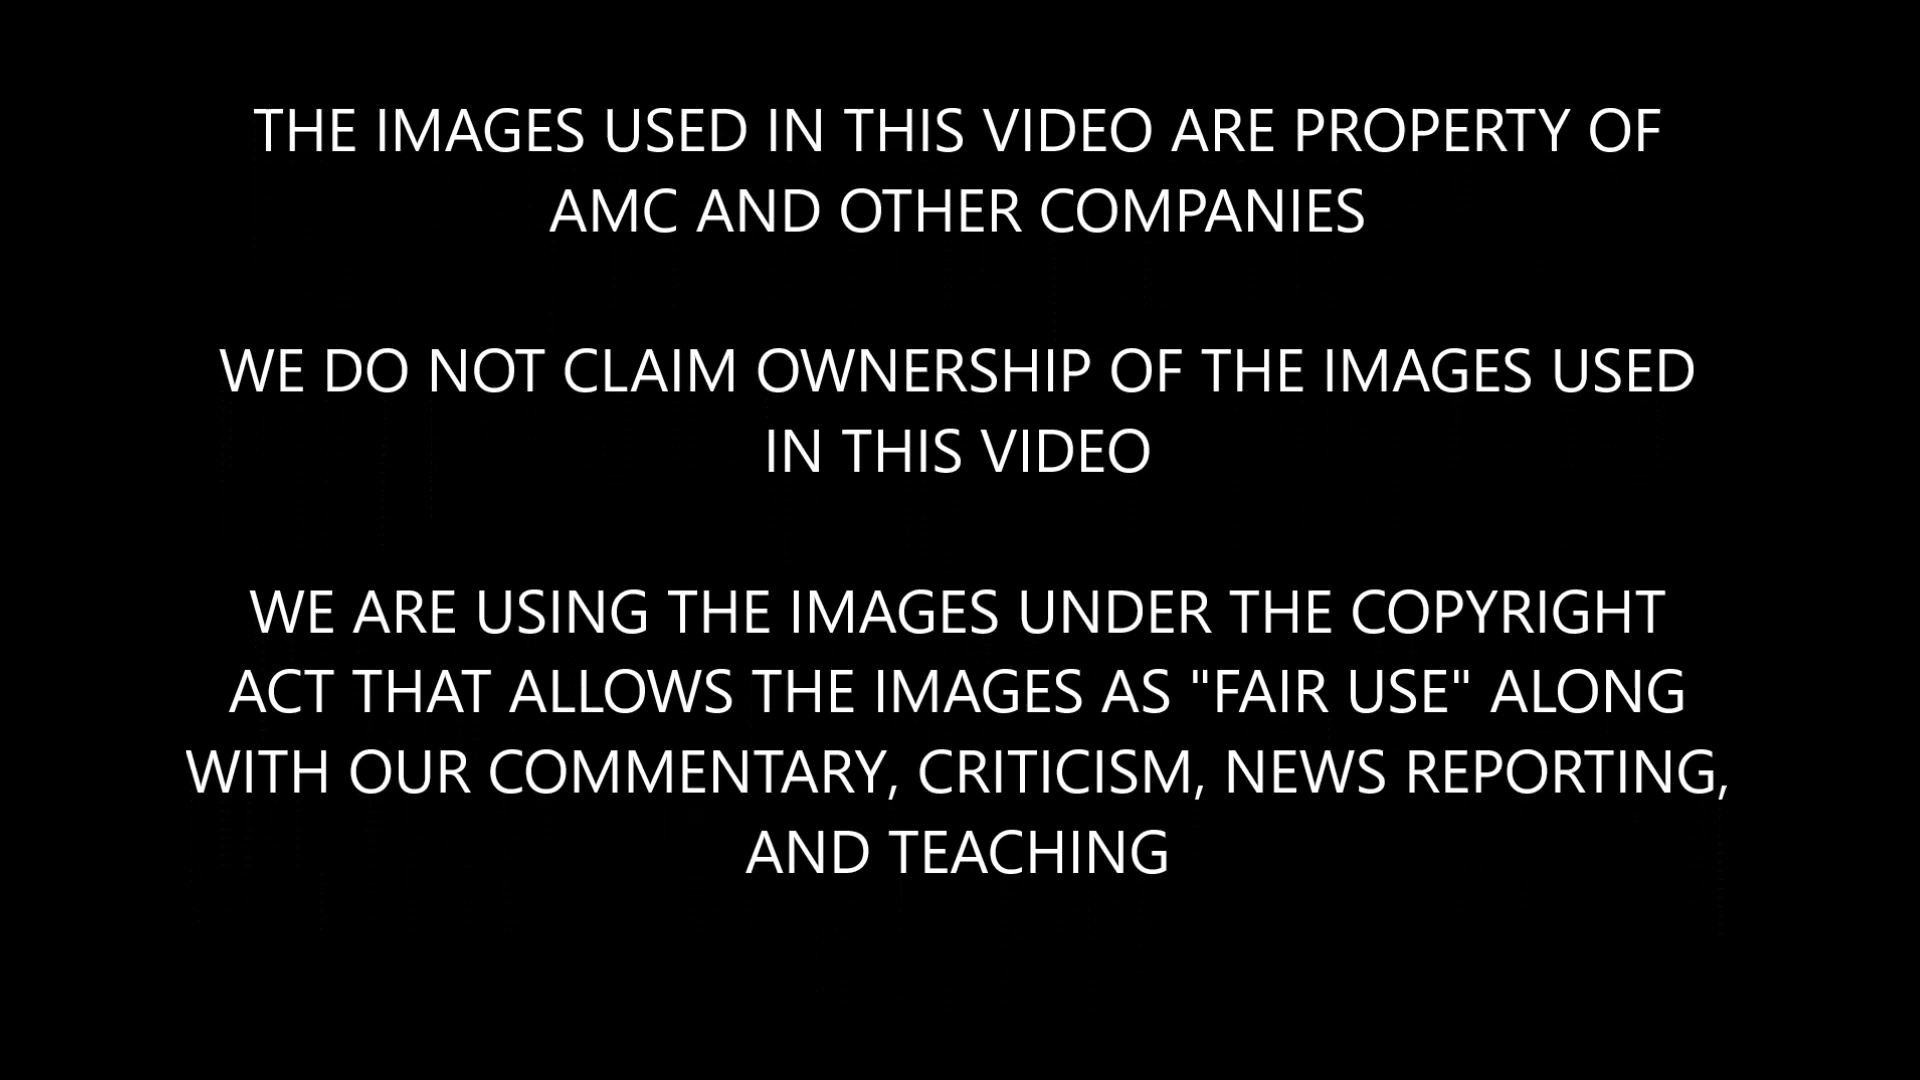 THE IMAGES USED IN THIS VIDEO ARE PROPERTY OF
AMC AND OTHER COMPANIES
WE DO NOT CLAIM OWNERSHIP OF THE IMAGES USED
IN THIS VIDEO
WE ARE USING THE IMAGES UNDER THE COPYRIGHT
ACT THAT ALLOWS THE IMAGES AS "FAIR USE" ALONG
WITH OUR COMMENTARY, CRITICISM, NEWS REPORTING,
AND TEACHING